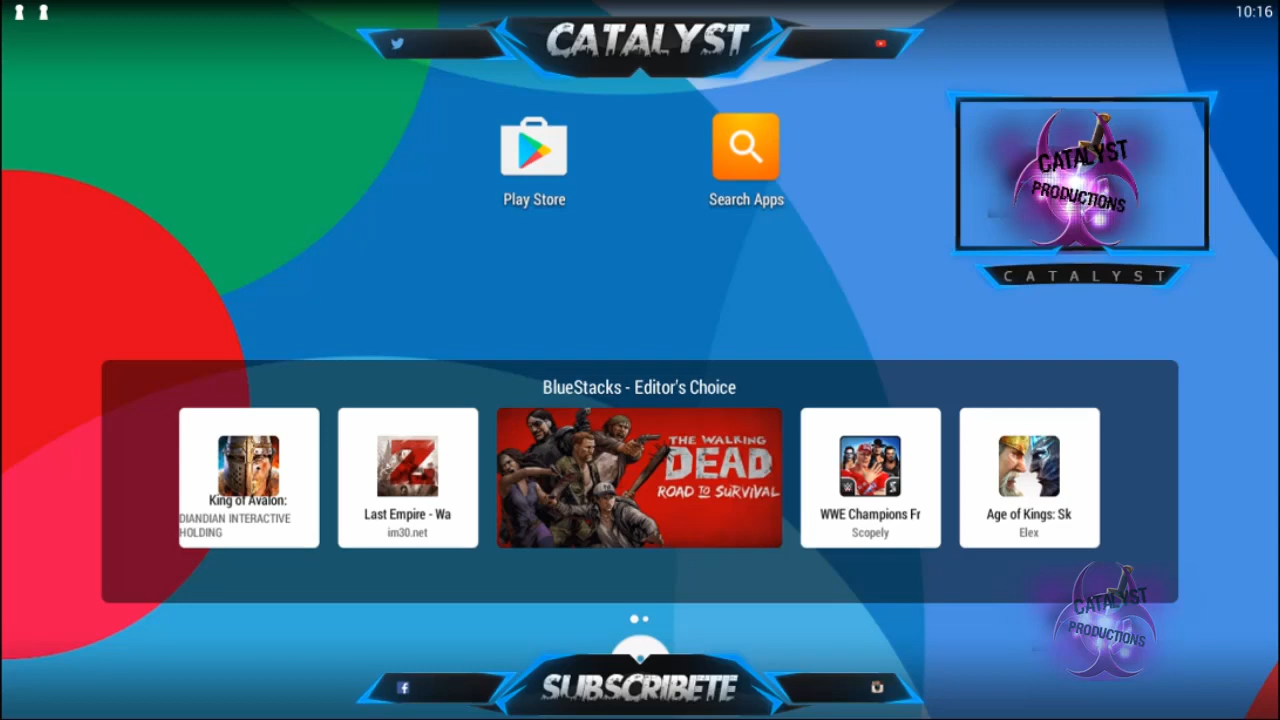 10:16
CATALYST
Play Store
Search Apps
CATALYST
PRODUCTIONS
CATALYST
BlueStacks - Editor's Choice
THE WALKING
DEAD
ROAD TO SURVIVAL
King of Avalon:
DIANDIAN INTERACTIVE
HOLDING
Last Empire - Wa
im30.net
WWE Champions Fr
Scopely
Age of Kings: Sk
Elex
CATALYST
PRODUCTIONS
SUBSCRIBETE